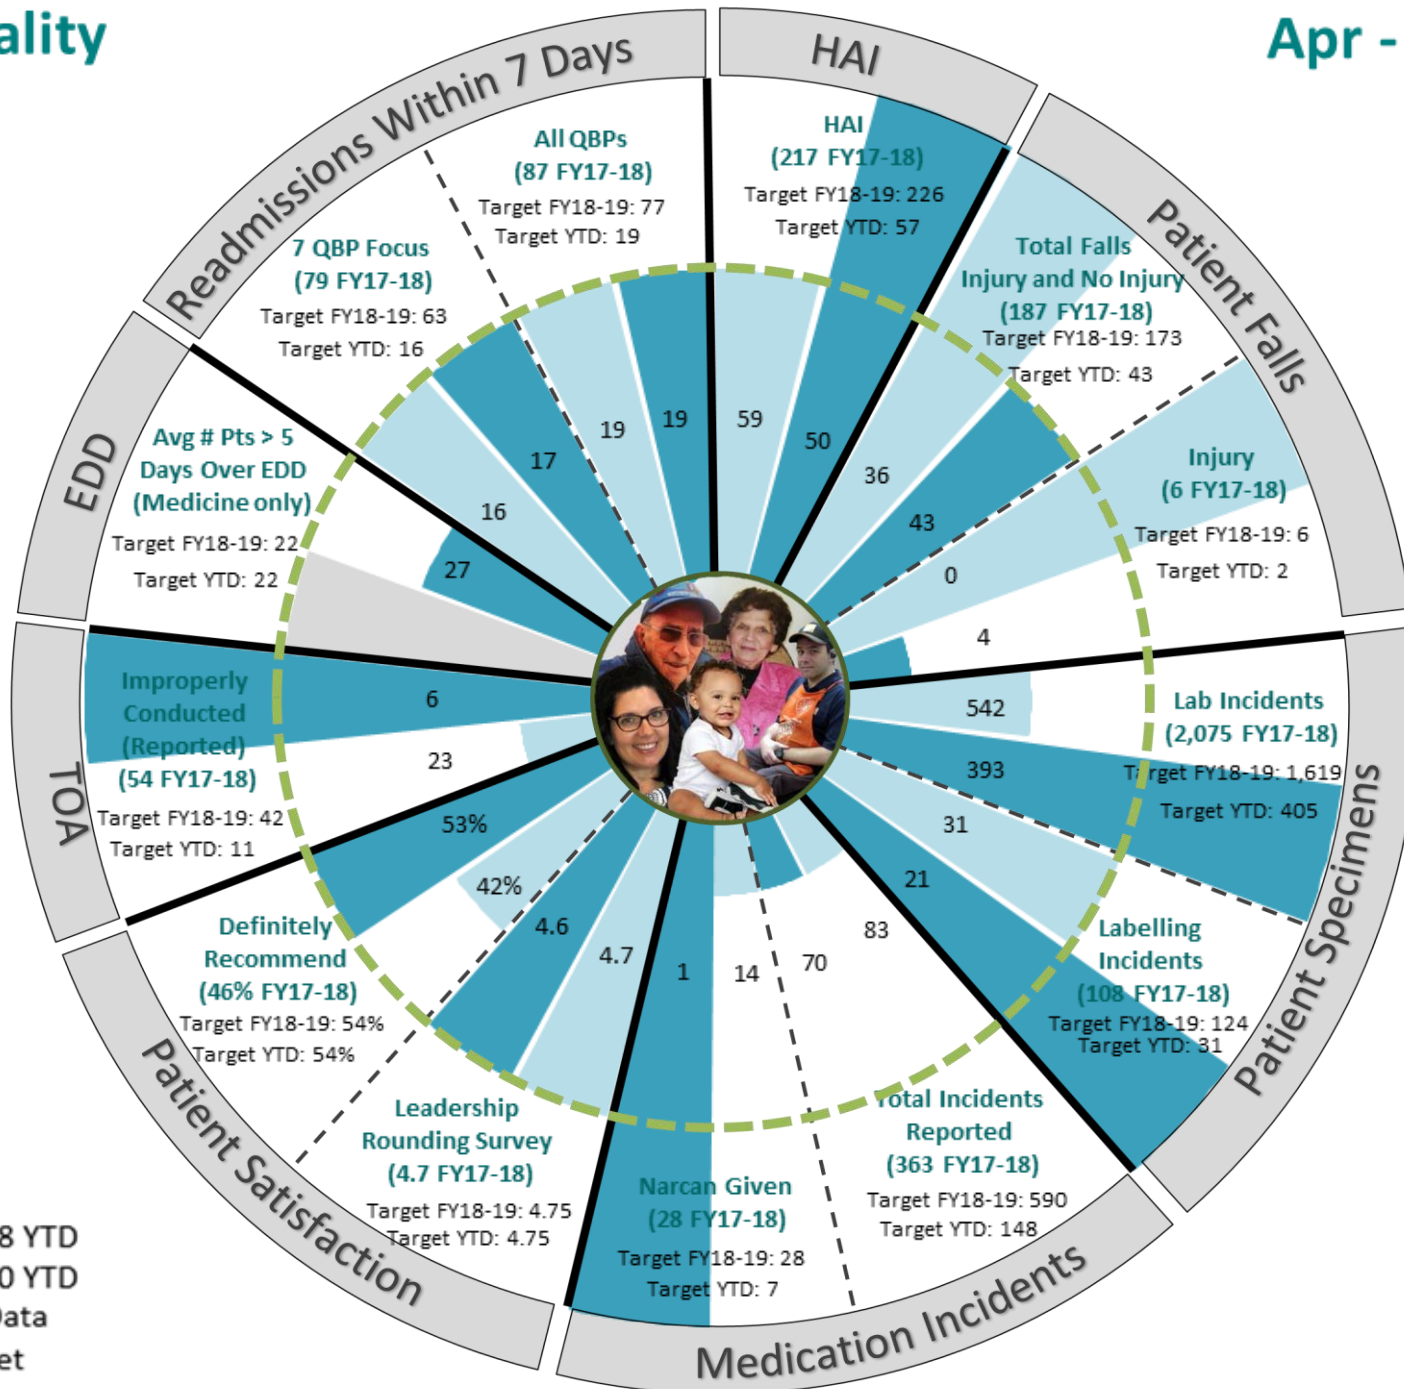 ality
Apr -
Readmissions Within 7 Days
HAI
Patient Falls
Patient Specimens
Medication Incidents
Patient Satisfaction
TOA
EDD
All QBPs
(87 FY17-18)
Target FY18-19: 77
Target YTD: 19
19
19
HAI
(217 FY17-18)
Target FY18-19: 226
Target YTD: 57
59
50
Total Falls
Injury and No Injury
(187 FY17-18)
Target FY18-19: 173
Target YTD: 43
36
43
Injury
(6 FY17-18)
Target FY18-19: 6
Target YTD: 2
0
4
Lab Incidents
(2,075 FY17-18)
Target FY18-19: 1,619
Target YTD: 405
542
393
Labelling
Incidents
(108 FY17-18)
Target FY18-19: 124
Target YTD: 31
31
21
Total Incidents
Reported
(363 FY17-18)
Target FY18-19: 590
Target YTD: 148
83
70
Narcan Given
(28 FY17-18)
Target FY18-19: 28
Target YTD: 7
14
1
Leadership
Rounding Survey
(4.7 FY17-18)
Target FY18-19: 4.75
Target YTD: 4.75
4.7
4.6
Definitely
Recommend
(46% FY17-18)
Target FY18-19: 54%
Target YTD: 54%
42%
53%
Improperly
Conducted
(Reported)
(54 FY17-18)
Target FY18-19: 42
Target YTD: 11
23
6
Avg # Pts > 5
Days Over EDD
(Medicine only)
Target FY18-19: 22
Target YTD: 22
27
7 QBP Focus
(79 FY17-18)
Target FY18-19: 63
Target YTD: 16
16
17
8 YTD
0 YTD
Data
et